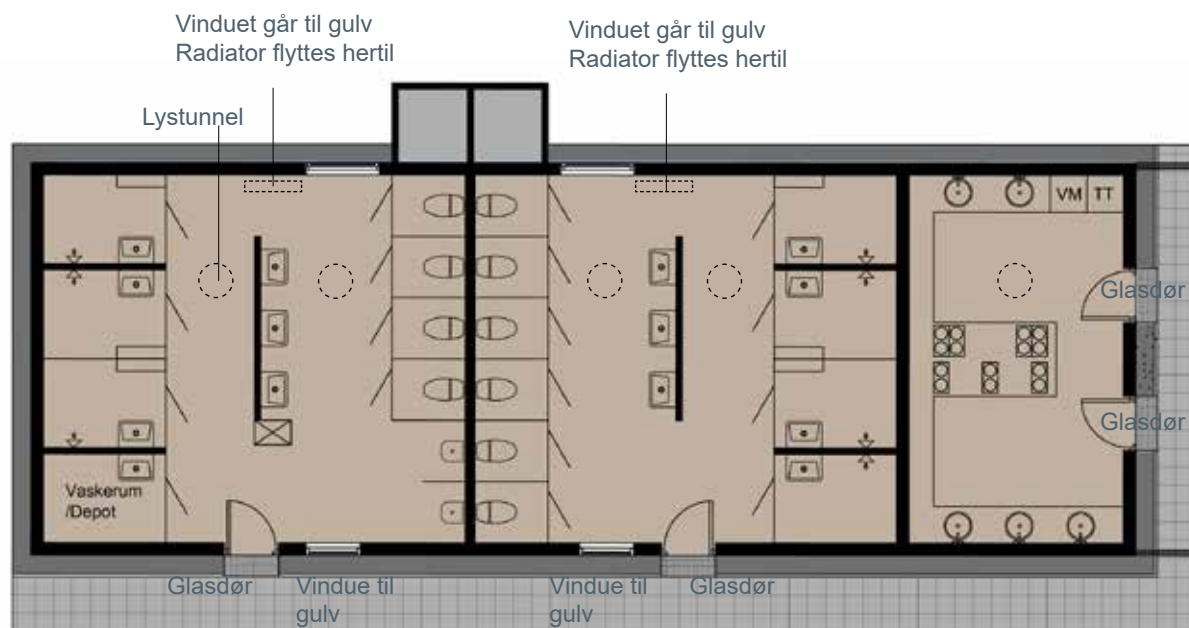 Vinduet går til gulv
Radiator flyttes hertil
Vinduet går til gulv
Radiator flyttes hertil
Lystunnel
VM TT
Glasdør
Glasdør
Vaskerum
/Depot
Glasdør
Vindue til
gulv
Vindue til
gulv
Glasdør